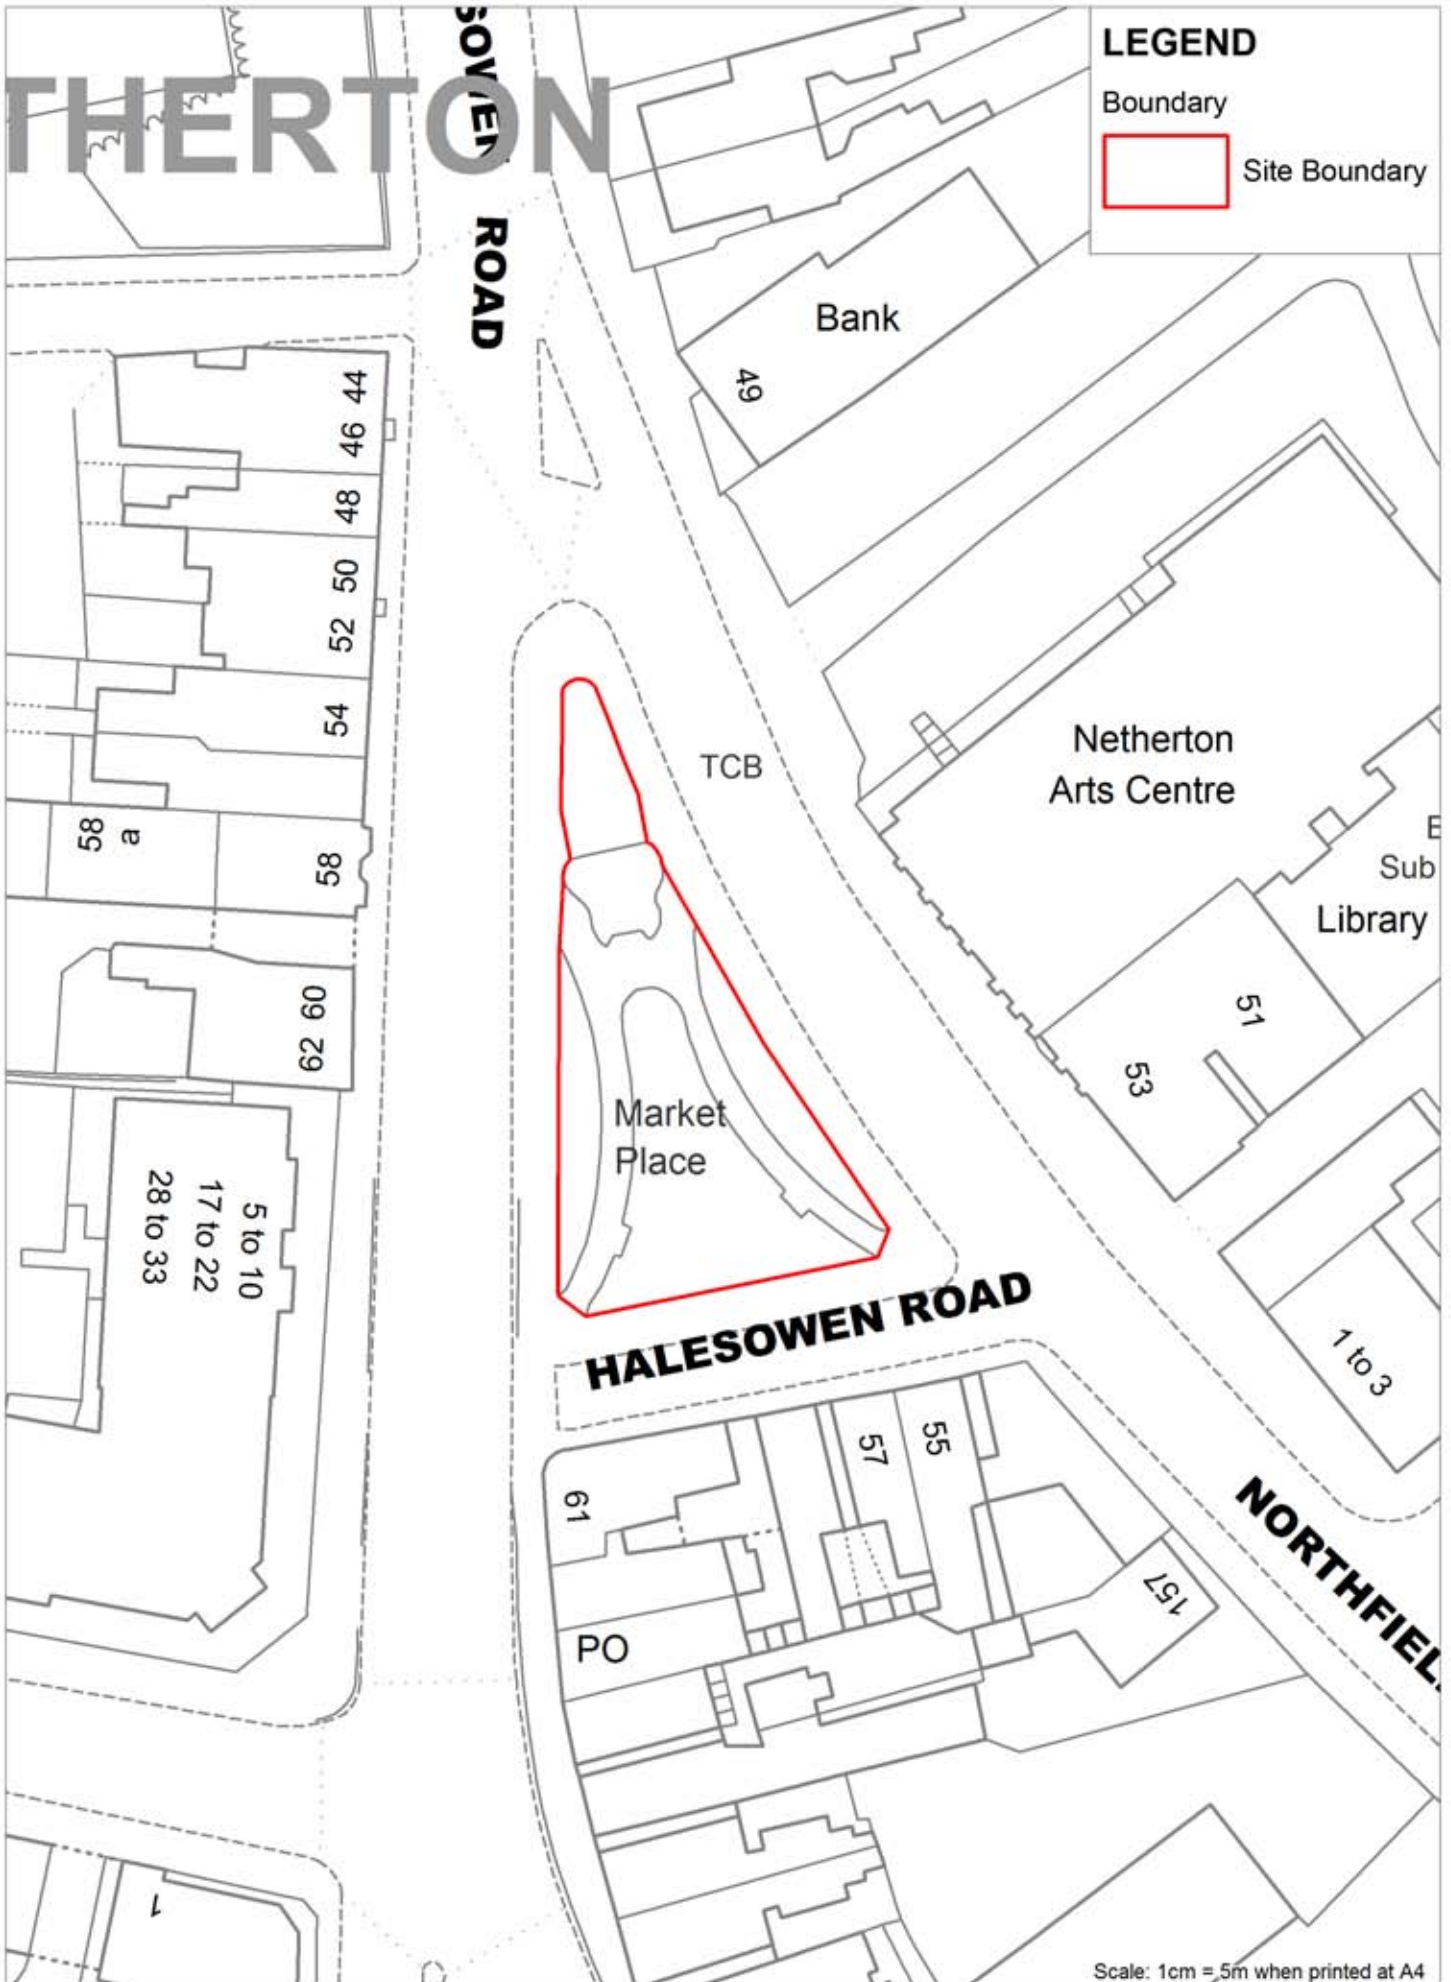 THERTON
SOWEN
ROAD
LEGEND
Boundary
Site Boundary
Bank
49
44
46
48
50
52
54
58
a
58
60
62
TCB
Netherton
Arts Centre
Sub
Library
51
53
Market
Place
5 to 10
17 to 22
28 to 33
HALESOWEN ROAD
1 to 3
57
55
61
NORTHFIEL
157
PO
1
Scale: 1cm = 5m when printed at A4